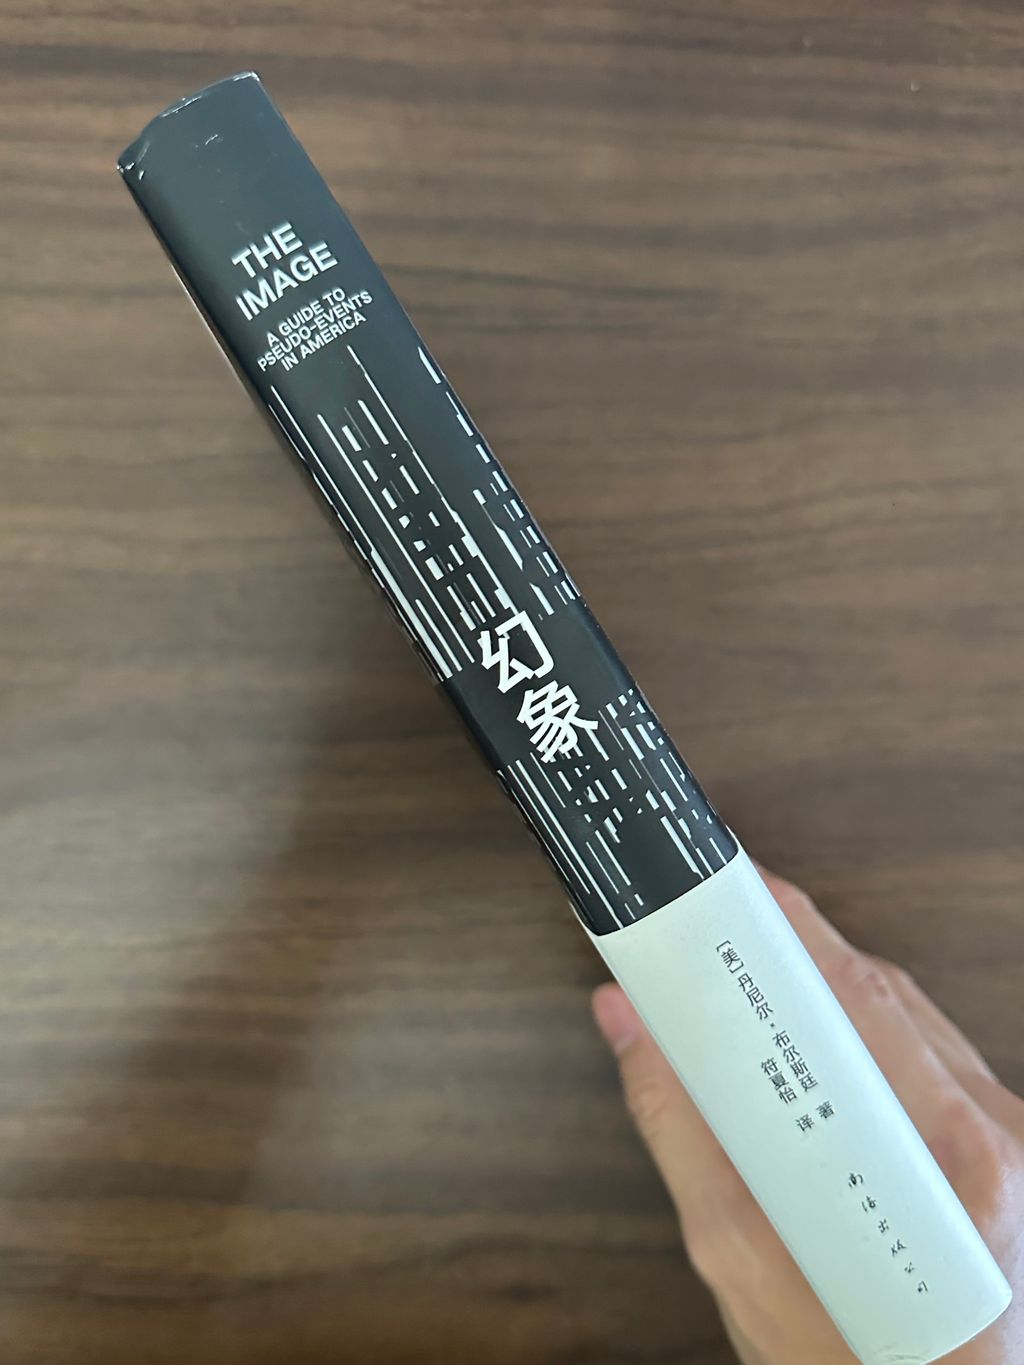 THE
IMAGE
A GUIDE TO
PSEUDO-EVENTS
IN AMERICA
幻象
[美]丹尼尔·布尔斯廷 著
符夏怡 译
南海出版公司